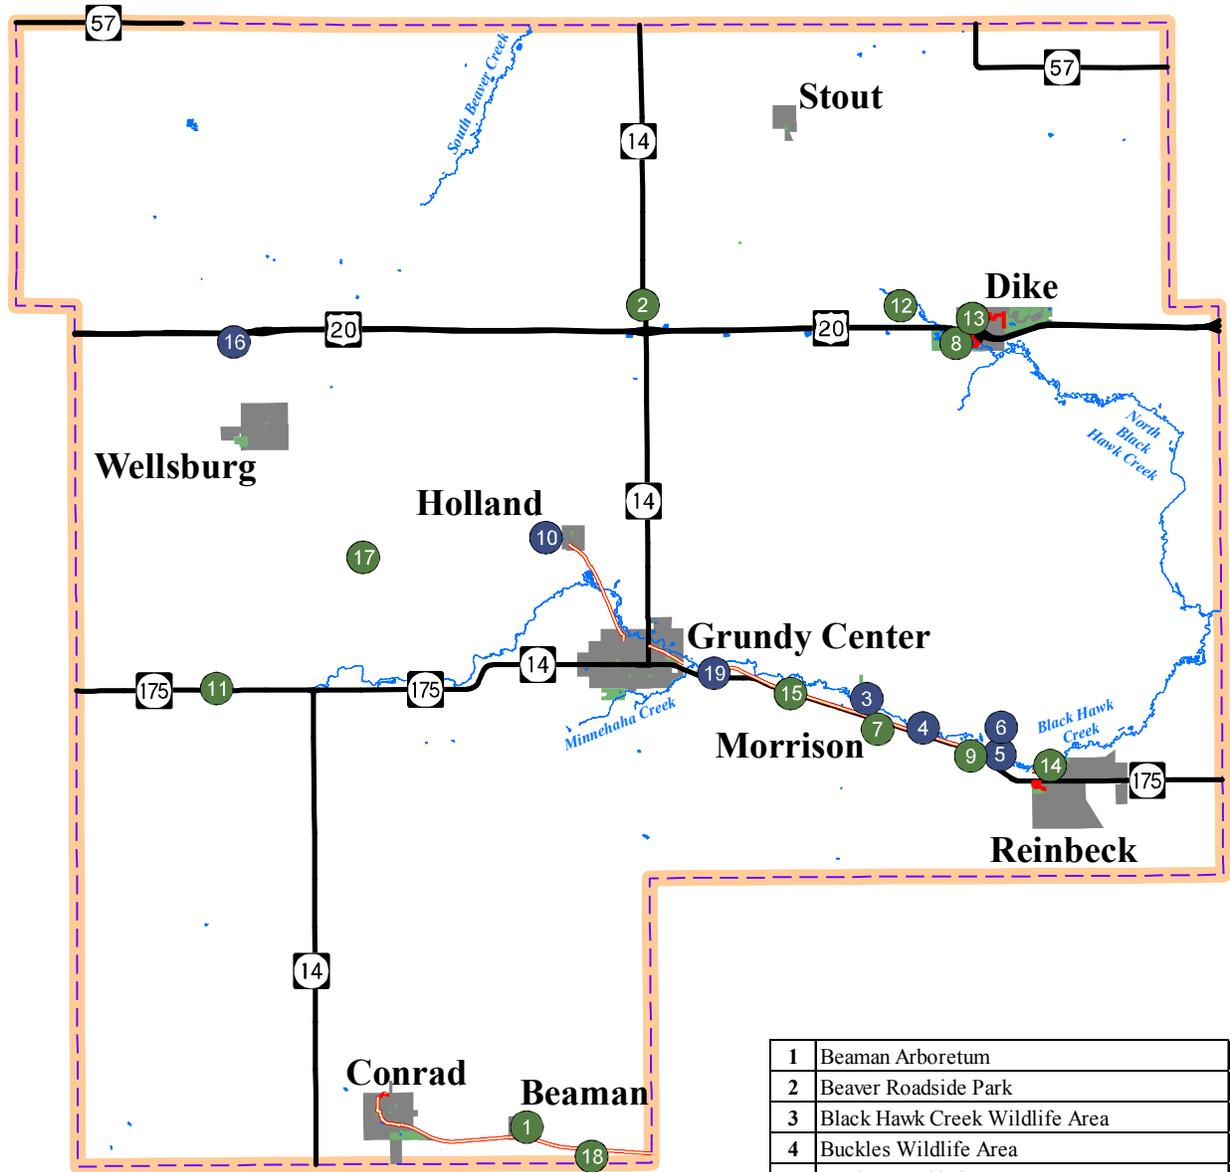 57
South Beaver Creek
57
Stout
14
2
12
Dike
13
16
20
20
8
North
Black
Hawk Creek
Wellsburg
Holland
14
10
17
Grundy Center
14
175
11
175
19
15
3
Minnehaha Creek
Morrison
7
4
6
5
9
Black Hawk
Creek
14
175
Reinbeck
14
Conrad
Beaman
1
18
1 Beaman Arboretum
2 Beaver Roadside Park
3 Black Hawk Creek Wildlife Area
4 Buckles Wildlife Area